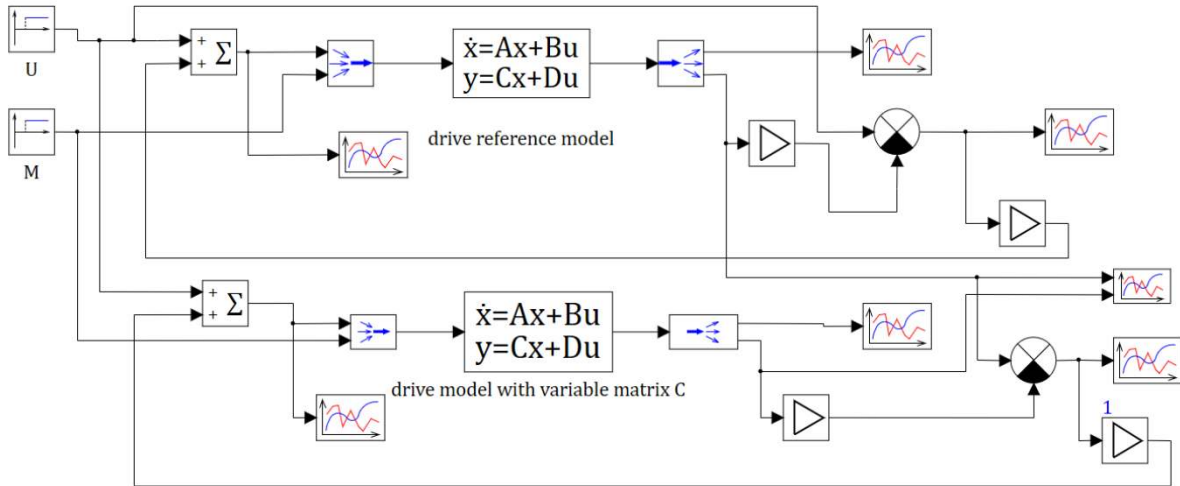 U
M
+
+
Σ
ẋ=Ax+Bu
y=Cx+Du
drive reference model
+
+
Σ
ẋ=Ax+Bu
y=Cx+Du
drive model with variable matrix C
1